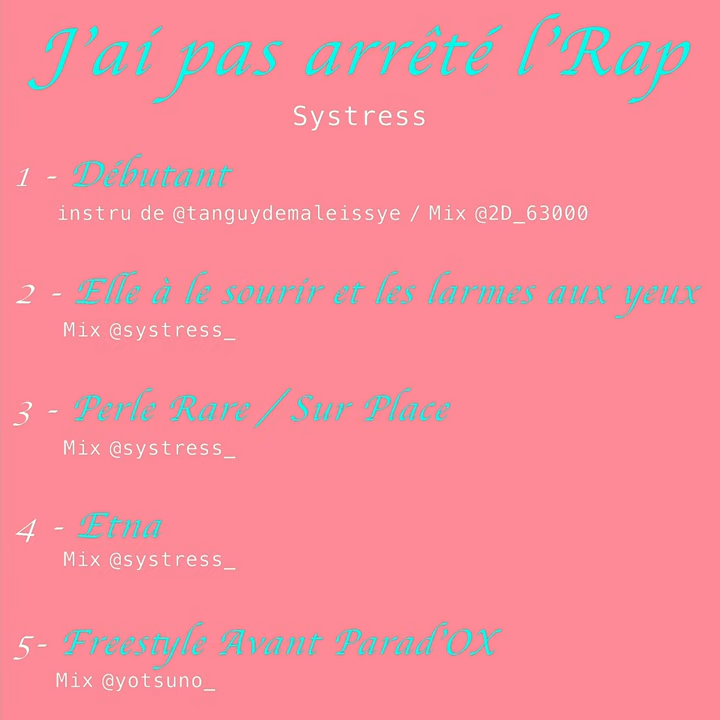 J'ai pas arrêté l'Rap
Systress
1 - Débutant
instru de @tanguydemaleissye / Mix @2D_63000
2 - Elle à le sourir et les larmes aux yeux
Mix @systress_
3 - Perle Rare / Sur Place
Mix @systress_
4 - Etna
Mix @systress_
5- Freestyle Avant Parad'OX
Mix @yotsuno_